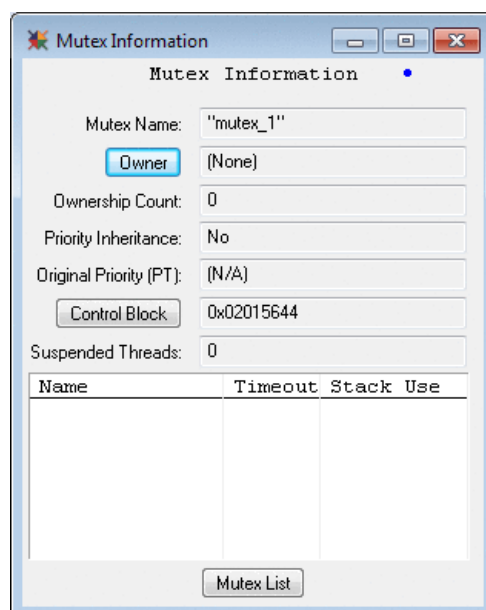 Mutex Information
Mutex Information
Mutex Name: "mutex_1"
Owner (None)
Ownership Count: 0
Priority Inheritance: No
Original Priority (PT): (N/A)
Control Block 0x02015644
Suspended Threads: 0
Name Timeout Stack Use
Mutex List